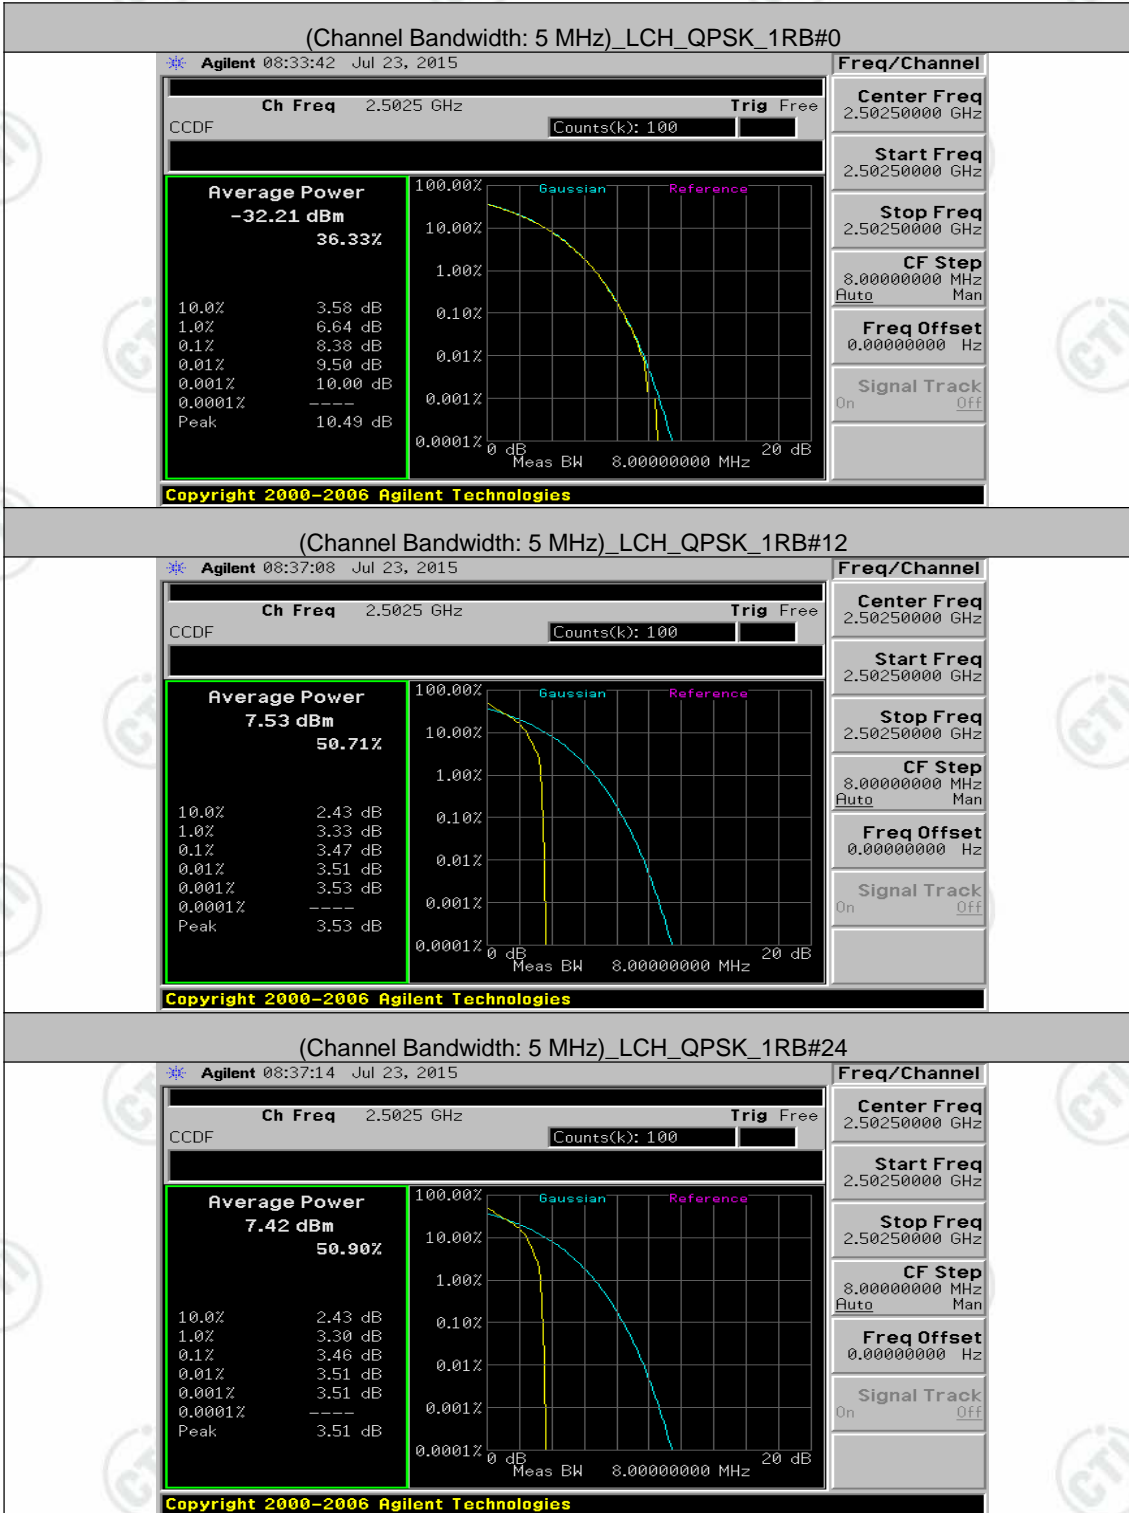 (Channel Bandwidth: 5 MHz)_LCH_QPSK_1RB#0
Agilent 08:33:42 Jul 23, 2015
Freq/Channel
Ch Freq 2.5025 GHz
Trig Free
CCDF
Counts(k): 100
Average Power
-32.21 dBm
36.33%
10.0% 3.58 dB
1.0% 6.64 dB
0.1% 8.38 dB
0.01% 9.50 dB
0.001% 10.00 dB
0.0001% ----
Peak 10.49 dB
100.00%
Gaussian
Reference
10.00%
1.00%
0.10%
0.01%
0.001%
0.0001%
0 dB
20 dB
Meas BW 8.00000000 MHz
Center Freq
2.50250000 GHz
Start Freq
2.50250000 GHz
Stop Freq
2.50250000 GHz
CF Step
8.00000000 MHz
Auto Man
Freq Offset
0.00000000 Hz
Signal Track
On Off
Copyright 2000-2006 Agilent Technologies
(Channel Bandwidth: 5 MHz)_LCH_QPSK_1RB#12
Agilent 08:37:08 Jul 23, 2015
Freq/Channel
Ch Freq 2.5025 GHz
Trig Free
CCDF
Counts(k): 100
Average Power
7.53 dBm
50.71%
10.0% 2.43 dB
1.0% 3.33 dB
0.1% 3.47 dB
0.01% 3.51 dB
0.001% 3.53 dB
0.0001% ----
Peak 3.53 dB
100.00%
Gaussian
Reference
10.00%
1.00%
0.10%
0.01%
0.001%
0.0001%
0 dB
20 dB
Meas BW 8.00000000 MHz
Center Freq
2.50250000 GHz
Start Freq
2.50250000 GHz
Stop Freq
2.50250000 GHz
CF Step
8.00000000 MHz
Auto Man
Freq Offset
0.00000000 Hz
Signal Track
On Off
Copyright 2000-2006 Agilent Technologies
(Channel Bandwidth: 5 MHz)_LCH_QPSK_1RB#24
Agilent 08:37:14 Jul 23, 2015
Freq/Channel
Ch Freq 2.5025 GHz
Trig Free
CCDF
Counts(k): 100
Average Power
7.42 dBm
50.90%
10.0% 2.43 dB
1.0% 3.30 dB
0.1% 3.46 dB
0.01% 3.51 dB
0.001% 3.51 dB
0.0001% ----
Peak 3.51 dB
100.00%
Gaussian
Reference
10.00%
1.00%
0.10%
0.01%
0.001%
0.0001%
0 dB
20 dB
Meas BW 8.00000000 MHz
Center Freq
2.50250000 GHz
Start Freq
2.50250000 GHz
Stop Freq
2.50250000 GHz
CF Step
8.00000000 MHz
Auto Man
Freq Offset
0.00000000 Hz
Signal Track
On Off
Copyright 2000-2006 Agilent Technologies
CTI
CTI
CTI
CTI
CTI
CTI
CTI
CTI